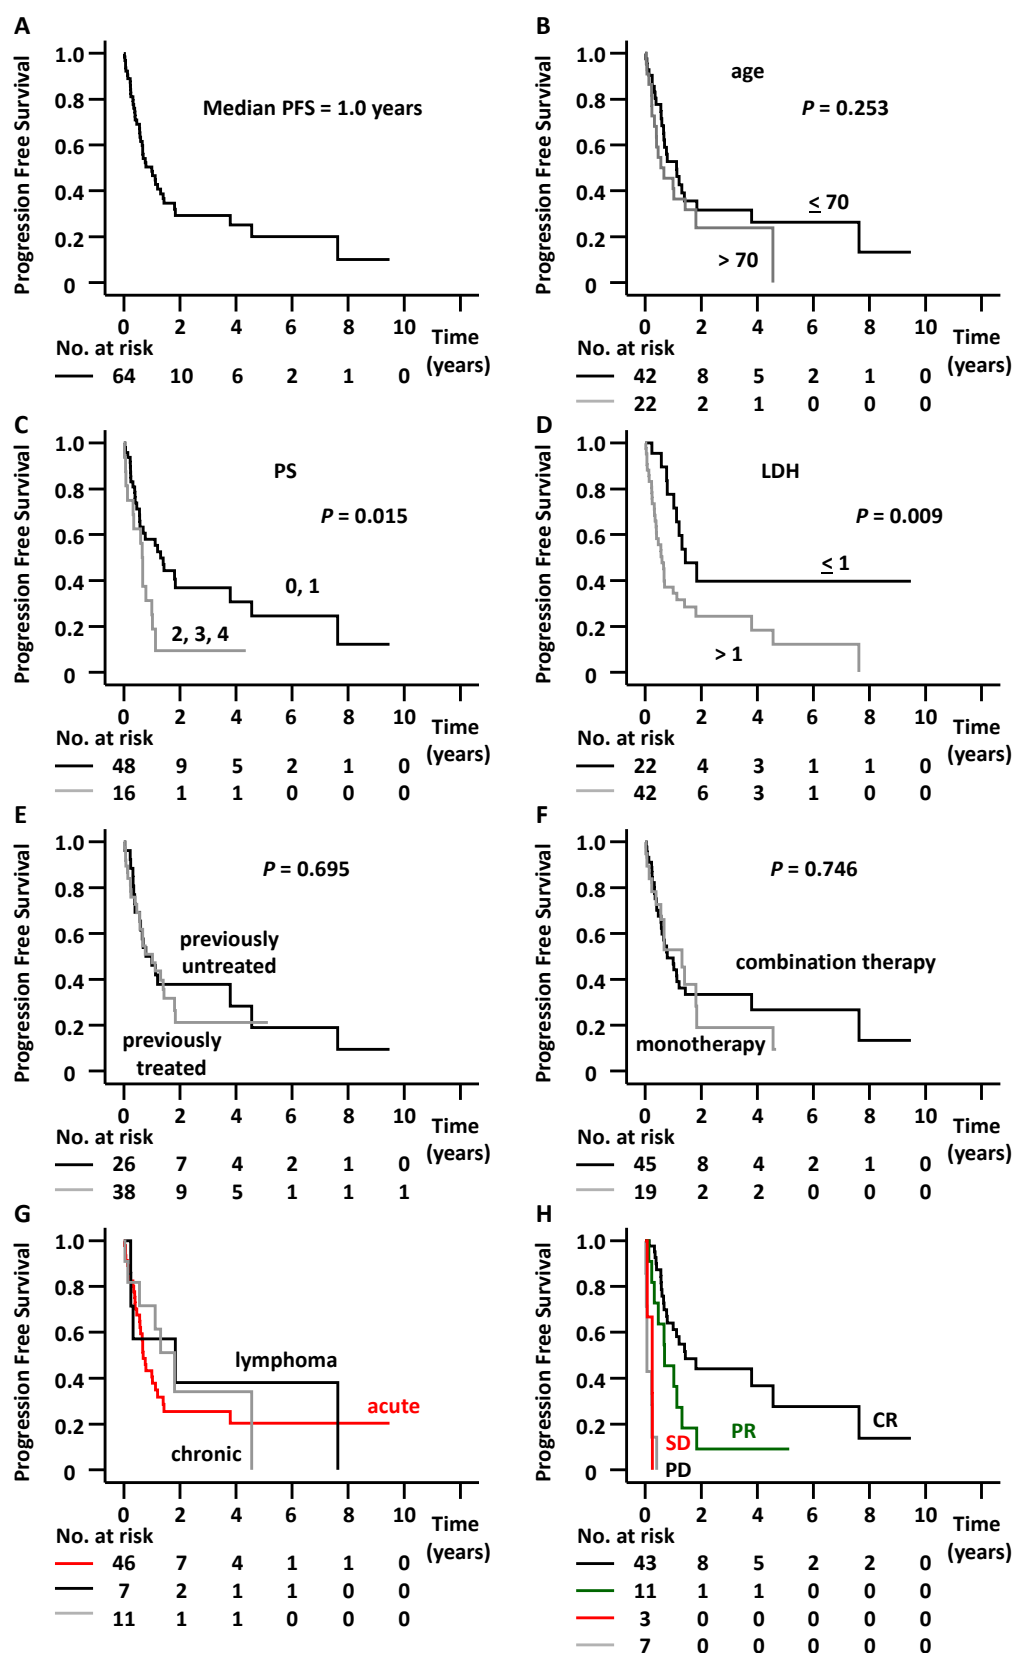 A
Progression Free Survival
1.0
0.8
0.6
0.4
0.2
0
Median PFS = 1.0 years
0 2 4 6 8 10 Time (years)
No. at risk
64 10 6 2 1 0
B
Progression Free Survival
1.0
0.8
0.6
0.4
0.2
0
age
P = 0.253
≤ 70
> 70
0 2 4 6 8 10 Time (years)
No. at risk
42 8 5 2 1 0
22 2 1 0 0 0
C
Progression Free Survival
1.0
0.8
0.6
0.4
0.2
0
PS
P = 0.015
0, 1
2, 3, 4
0 2 4 6 8 10 Time (years)
No. at risk
48 9 5 2 1 0
16 1 1 0 0 0
D
Progression Free Survival
1.0
0.8
0.6
0.4
0.2
0
LDH
P = 0.009
≤ 1
> 1
0 2 4 6 8 10 Time (years)
No. at risk
22 4 3 1 1 0
42 6 3 1 0 0
E
Progression Free Survival
1.0
0.8
0.6
0.4
0.2
0
P = 0.695
previously
untreated
previously
treated
0 2 4 6 8 10 Time (years)
No. at risk
26 7 4 2 1 0
38 9 5 1 1 1
F
Progression Free Survival
1.0
0.8
0.6
0.4
0.2
0
P = 0.746
combination therapy
monotherapy
0 2 4 6 8 10 Time (years)
No. at risk
45 8 4 2 1 0
19 2 2 0 0 0
G
Progression Free Survival
1.0
0.8
0.6
0.4
0.2
0
lymphoma
acute
chronic
0 2 4 6 8 10 Time (years)
No. at risk
46 7 4 1 1 0
7 2 1 1 0 0
11 1 1 0 0 0
H
Progression Free Survival
1.0
0.8
0.6
0.4
0.2
0
CR
PR
SD
PD
0 2 4 6 8 10 Time (years)
No. at risk
43 8 5 2 2 0
11 1 1 0 0 0
3 0 0 0 0 0
7 0 0 0 0 0